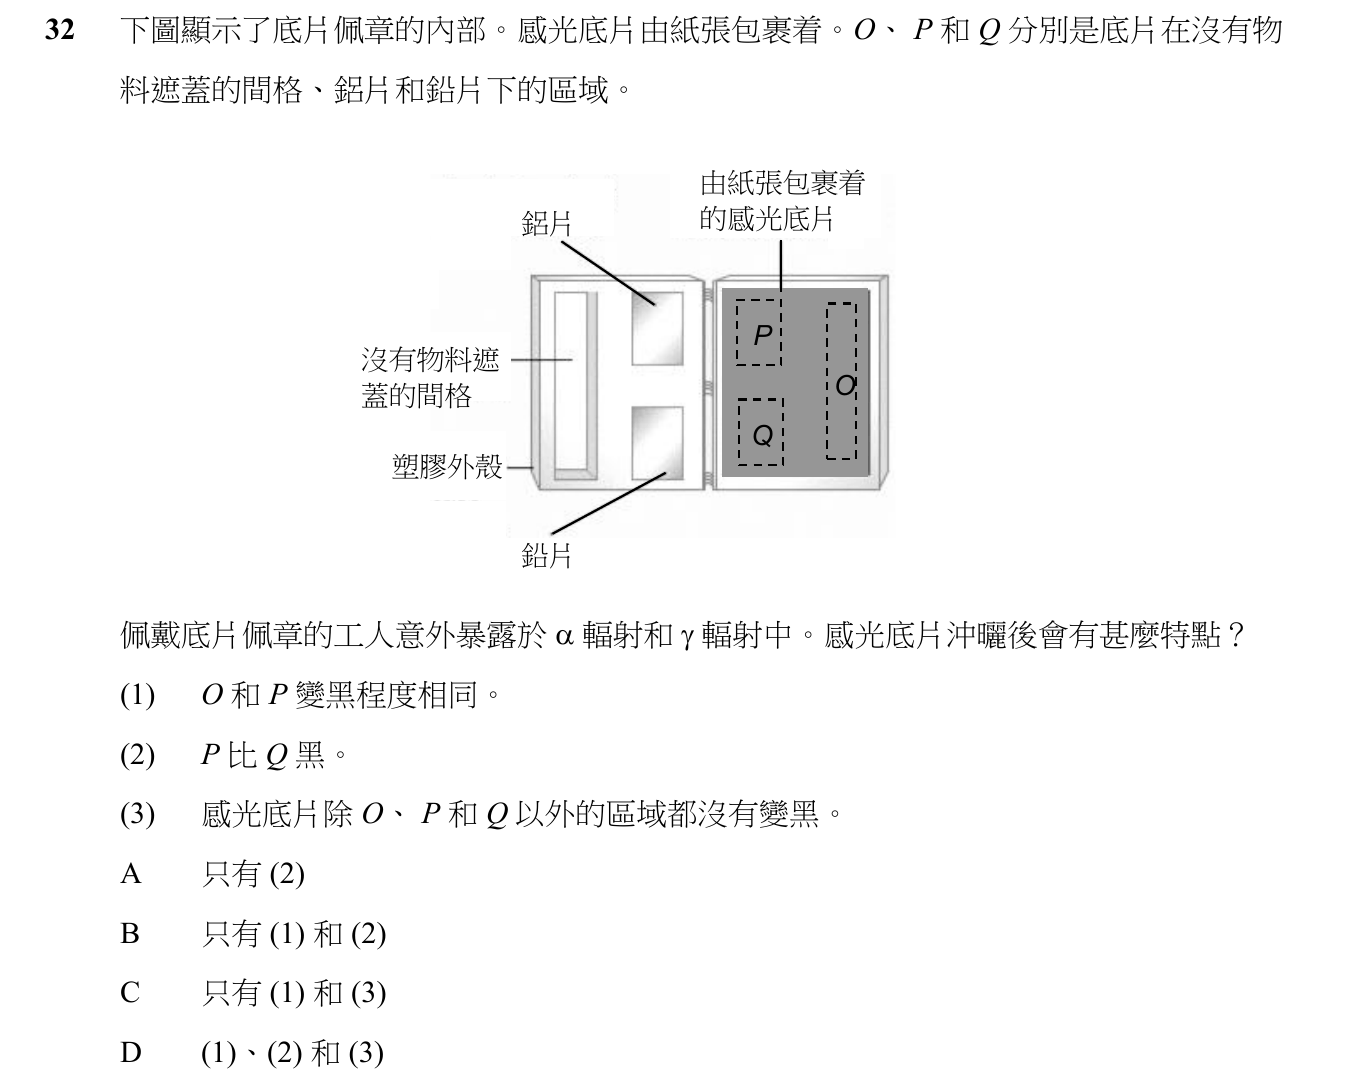 32 下圖顯示了底片佩章的內部。感光底片由紙張包裹着。O、 P 和 Q 分別是底片在沒有物
料遮蓋的間格、鋁片和鉛片下的區域。
由紙張包裹着
的感光底片
鋁片
P
沒有物料遮
蓋的間格
O
Q
塑膠外殼
鉛片
佩戴底片佩章的工人意外暴露於 α 輻射和 γ 輻射中。感光底片沖曬後會有甚麼特點？
(1) O 和 P 變黑程度相同。
(2) P 比 Q 黑。
(3) 感光底片除 O、 P 和 Q 以外的區域都沒有變黑。
A 只有 (2)
B 只有 (1) 和 (2)
C 只有 (1) 和 (3)
D (1)、(2) 和 (3)